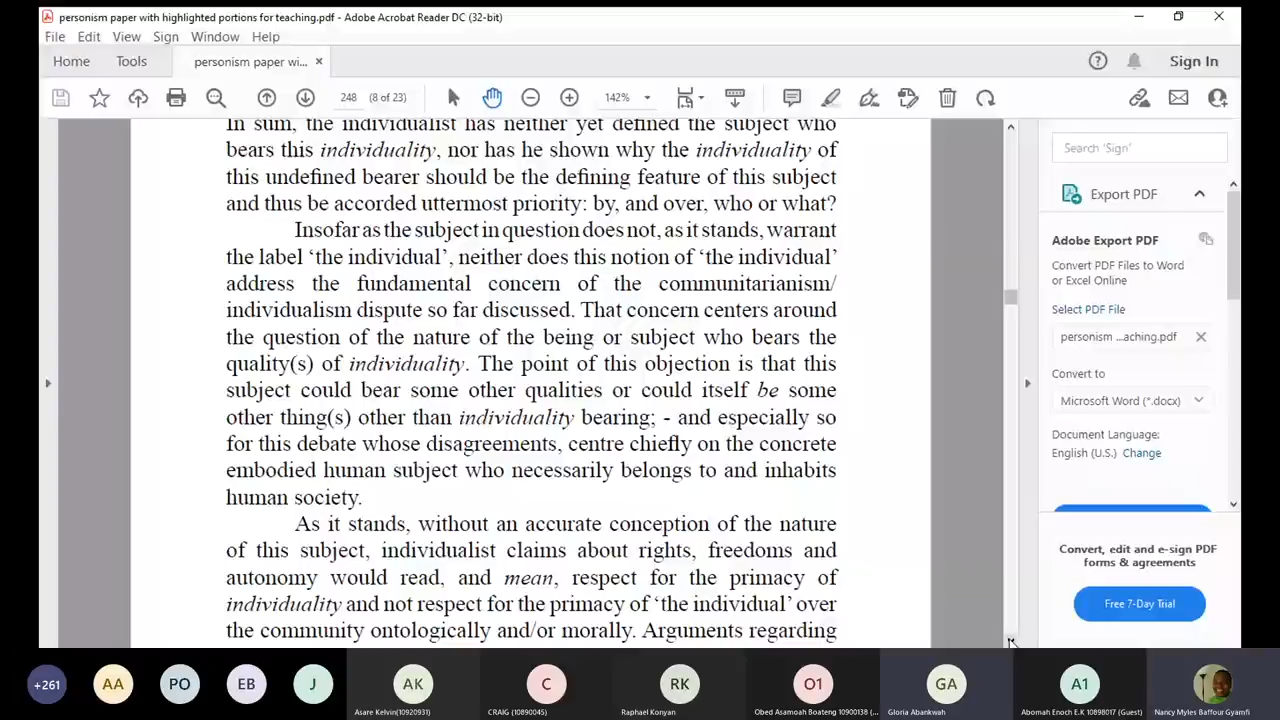 personism paper with highlighted portions for teaching.pdf - Adobe Acrobat Reader DC (32-bit)
File Edit View Sign Window Help
Home Tools personism paper wi... × Sign In
248 (8 of 23) 142%
In sum, the individualist has neither yet defined the subject who
bears this individuality, nor has he shown why the individuality of
this undefined bearer should be the defining feature of this subject
and thus be accorded uttermost priority: by, and over, who or what?
Insofar as the subject in question does not, as it stands, warrant
the label ‘the individual’, neither does this notion of ‘the individual’
address the fundamental concern of the communitarianism/
individualism dispute so far discussed. That concern centers around
the question of the nature of the being or subject who bears the
quality(s) of individuality. The point of this objection is that this
subject could bear some other qualities or could itself be some
other thing(s) other than individuality bearing; - and especially so
for this debate whose disagreements, centre chiefly on the concrete
embodied human subject who necessarily belongs to and inhabits
human society.
As it stands, without an accurate conception of the nature
of this subject, individualist claims about rights, freedoms and
autonomy would read, and mean, respect for the primacy of
individuality and not respect for the primacy of ‘the individual’ over
the community ontologically and/or morally. Arguments regarding
Search 'Sign'
Export PDF
Adobe Export PDF
Convert PDF Files to Word
or Excel Online
Select PDF File
personism ...aching.pdf
Convert to
Microsoft Word (*.docx)
Document Language:
English (U.S.) Change
Convert, edit and e-sign PDF
forms & agreements
Free 7-Day Trial
+261 AA PO EB J AK C RK O1 GA A1
Asare Kelvin(10920931) CRAIG (10890045) Raphael Konyan Obed Asamoah Boateng 10900138 (... Gloria Abankwah Abomah Enoch E.K 10898017 (Guest) Nancy Myles Baffour Gyamfi